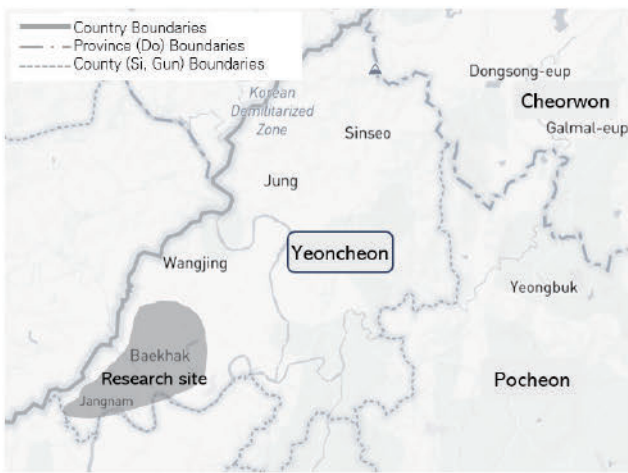 Country Boundaries
Province (Do) Boundaries
County (Si, Gun) Boundaries
Korean
Demilitarized
Zone
Dongsong-eup
Cheorwon
Galmal-eup
Sinseo
Jung
Yeoncheon
Wangjing
Yeongbuk
Baekhak
Research site
Pocheon
Jangnam